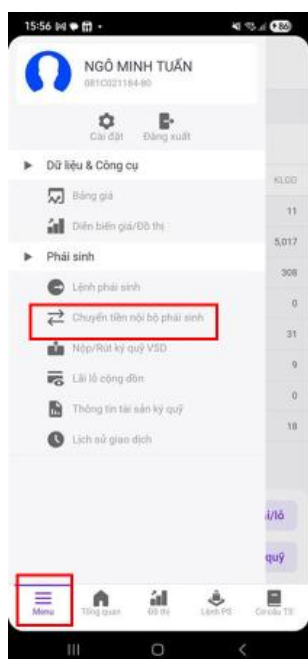 15:56
86
NGÔ MINH TUẤN
081C021184-80
Cài đặt
Đăng xuất
Dữ liệu & Công cụ
KLGD
Bảng giá
11
Diễn biến giá/Đồ thị
5,017
Phái sinh
308
Lệnh phái sinh
0
Chuyển tiền nội bộ phái sinh
31
Nộp/Rút ký quỹ VSD
9
Lãi lỗ cộng dồn
0
Thông tin tài sản ký quỹ
18
Lịch sử giao dịch
i/lỗ
quỹ
Menu
Tổng quan
Đồ thị
Lệnh PS
Cơ cấu TS